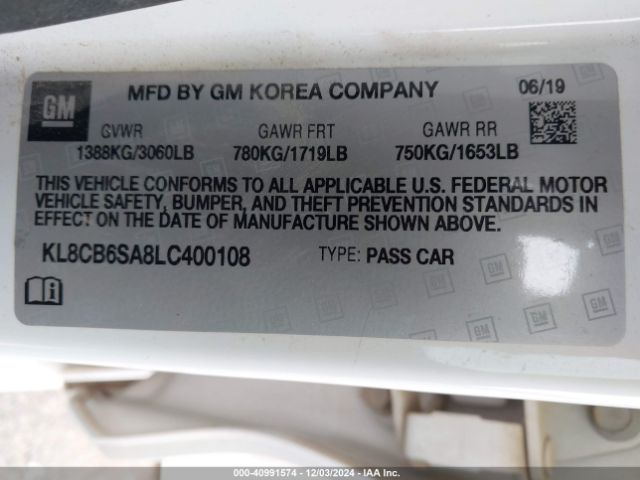 GM MFD BY GM KOREA COMPANY 06/19
GVWR GAWR FRT GAWR RR
1388KG/3060LB 780KG/1719LB 750KG/1653LB
THIS VEHICLE CONFORMS TO ALL APPLICABLE U.S. FEDERAL MOTOR
VEHICLE SAFETY, BUMPER, AND THEFT PREVENTION STANDARDS IN
EFFECT ON THE DATE OF MANUFACTURE SHOWN ABOVE.
KL8CB6SA8LC400108 TYPE: PASS CAR
GM
GM
000-40991574 - 12/03/2024 - IAA Inc.